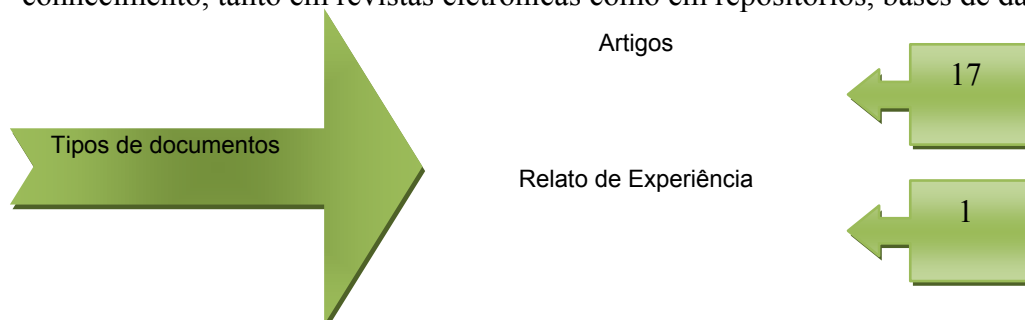 conhecimento, tanto em revistas eletrônicas como em repositórios, bases de da
Artigos
17
Tipos de documentos
Relato de Experiência
1